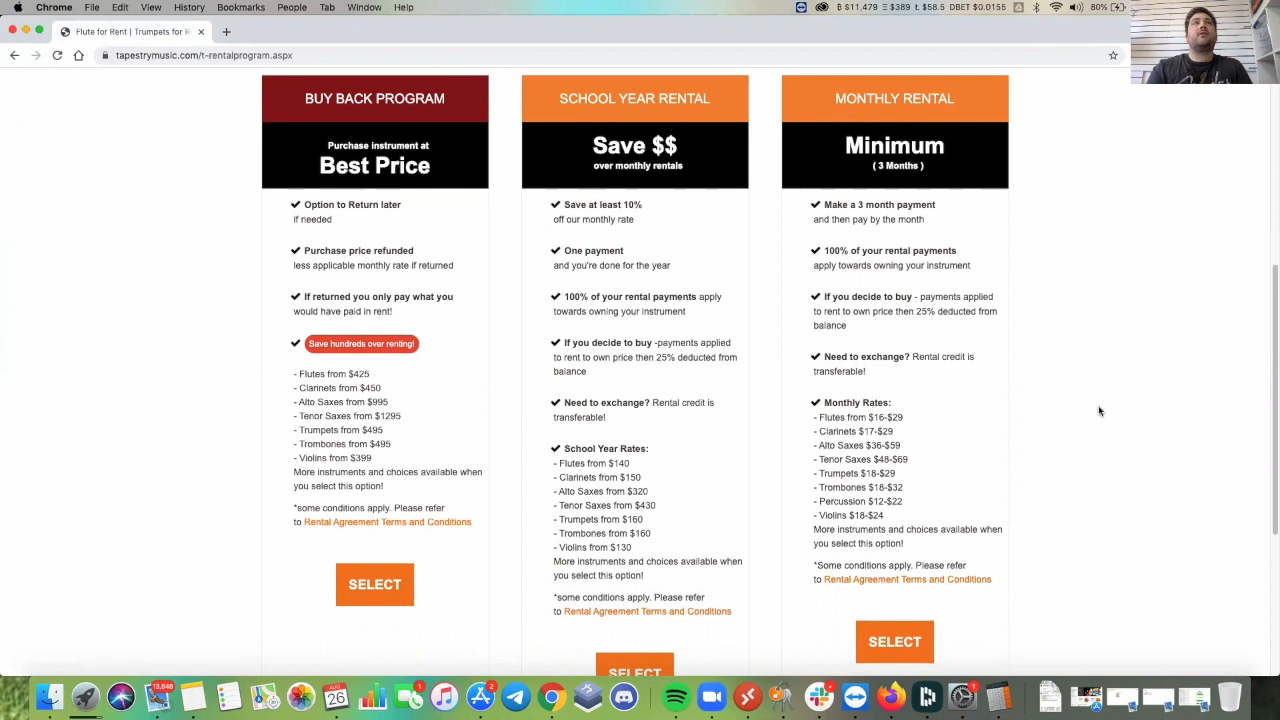 Chrome File Edit View History Bookmarks People Tab Window Help
B $11,479 ♦ $389 Ł $58.5 DBET $0.0155 80%
Flute for Rent | Trumpets for R
tapestrymusic.com/t-rentalprogram.aspx
BUY BACK PROGRAM
Purchase instrument at
Best Price
Option to Return later
if needed
Purchase price refunded
less applicable monthly rate if returned
If returned you only pay what you
would have paid in rent!
Save hundreds over renting!
- Flutes from $425
- Clarinets from $450
- Alto Saxes from $995
- Tenor Saxes from $1295
- Trumpets from $495
- Trombones from $495
- Violins from $399
More instruments and choices available when
you select this option!
*some conditions apply. Please refer
to Rental Agreement Terms and Conditions
SELECT
SCHOOL YEAR RENTAL
Save $$
over monthly rentals
Save at least 10%
off our monthly rate
One payment
and you're done for the year
100% of your rental payments apply
towards owning your instrument
If you decide to buy -payments applied
to rent to own price then 25% deducted from
balance
Need to exchange? Rental credit is
transferable!
School Year Rates:
- Flutes from $140
- Clarinets from $150
- Alto Saxes from $320
- Tenor Saxes from $430
- Trumpets from $160
- Trombones from $160
- Violins from $130
More instruments and choices available when
you select this option!
*some conditions apply. Please refer
to Rental Agreement Terms and Conditions
SELECT
MONTHLY RENTAL
Minimum
( 3 Months )
Make a 3 month payment
and then pay by the month
100% of your rental payments
apply towards owning your instrument
If you decide to buy - payments applied
to rent to own price then 25% deducted from
balance
Need to exchange? Rental credit is
transferable!
Monthly Rates:
- Flutes from $16-$29
- Clarinets $17-$29
- Alto Saxes $36-$59
- Tenor Saxes $48-$69
- Trumpets $18-$29
- Trombones $18-$32
- Percussion $12-$22
- Violins $18-$24
More instruments and choices available when
you select this option!
*Some conditions apply. Please refer
to Rental Agreement Terms and Conditions
SELECT
13,846
AUG
26
1
2
1